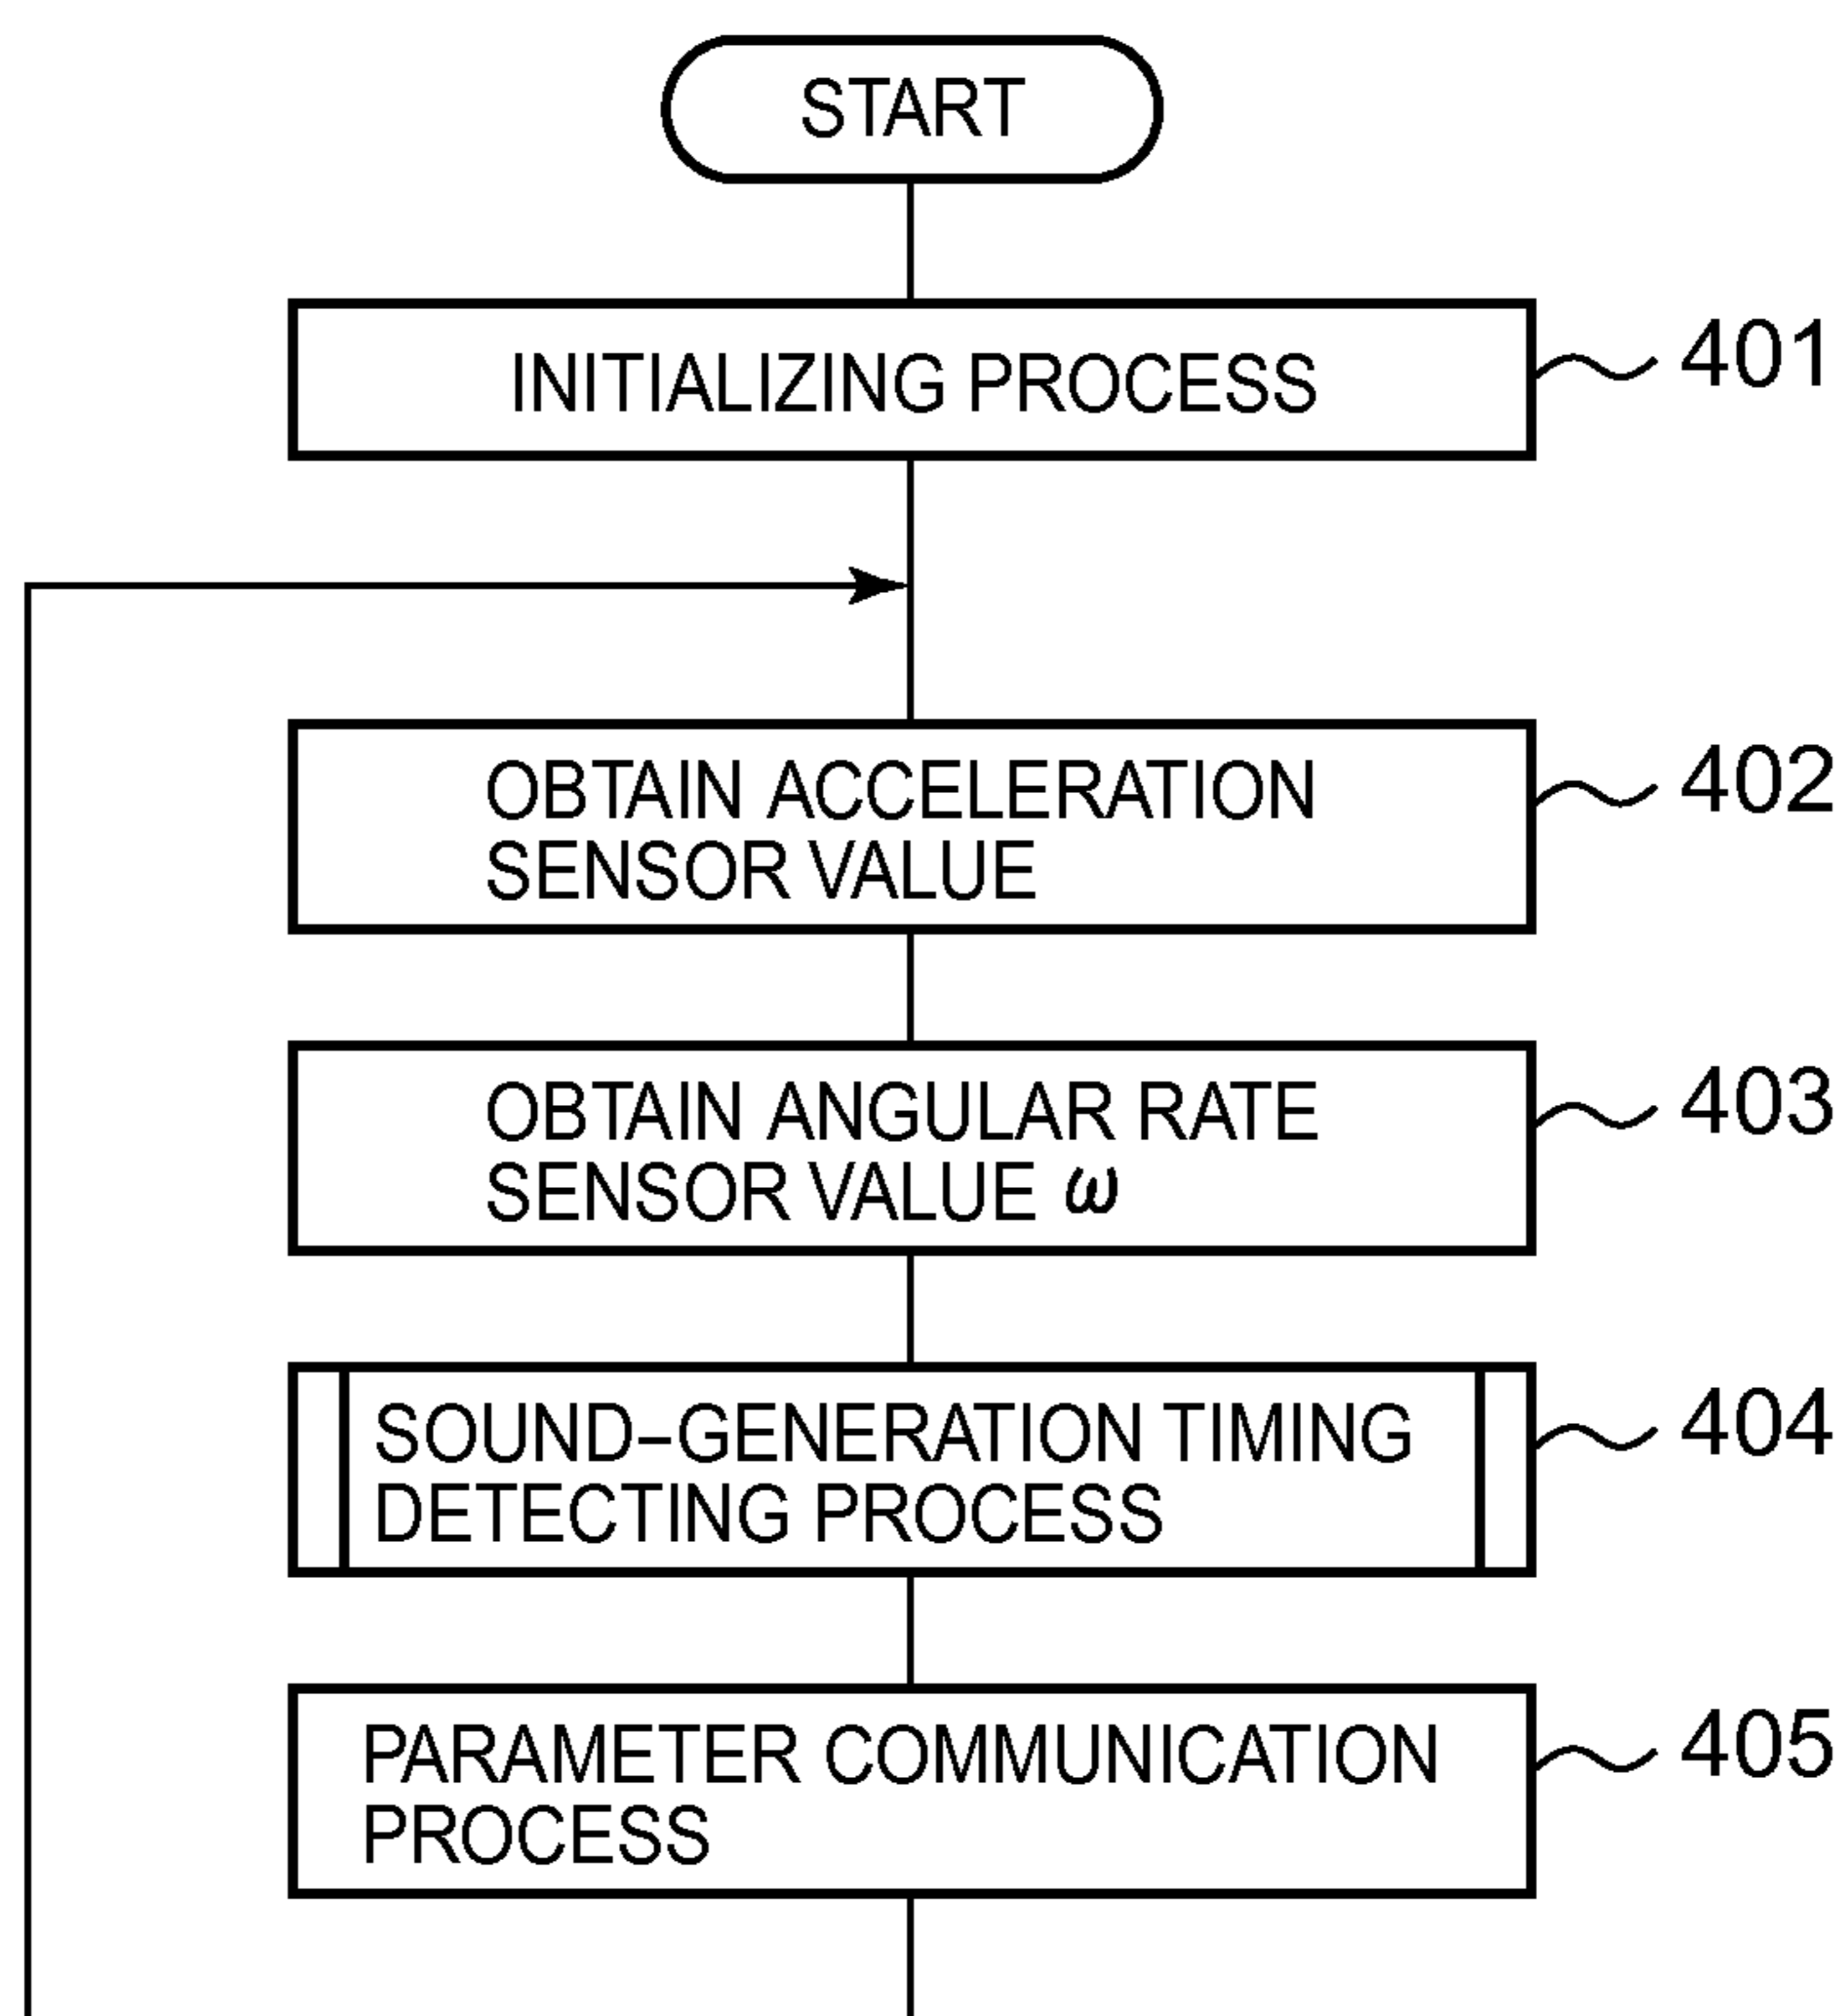 START
INITIALIZING PROCESS
401
OBTAIN ACCELERATION
SENSOR VALUE
402
OBTAIN ANGULAR RATE
SENSOR VALUE ω
403
SOUND–GENERATION TIMING
DETECTING PROCESS
404
PARAMETER COMMUNICATION
PROCESS
405